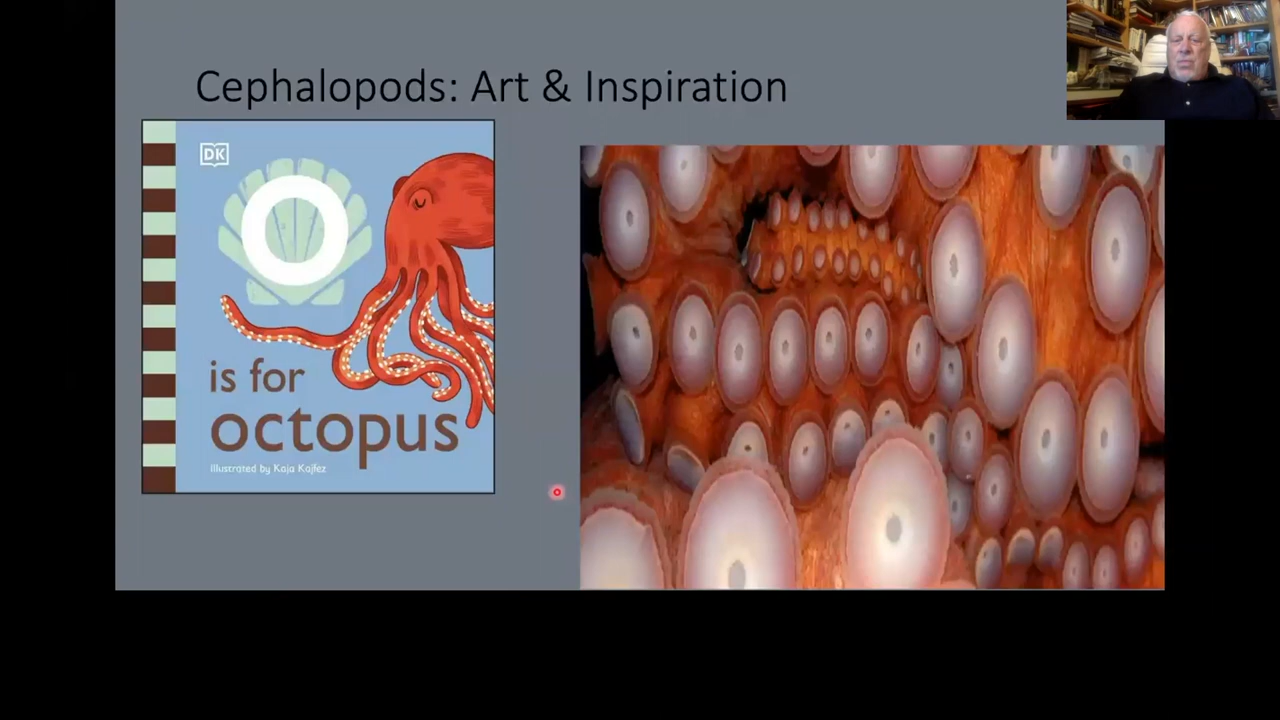 Cephalopods: Art & Inspiration
DK
O
is for
octopus
Illustrated by Kaja Kajfez